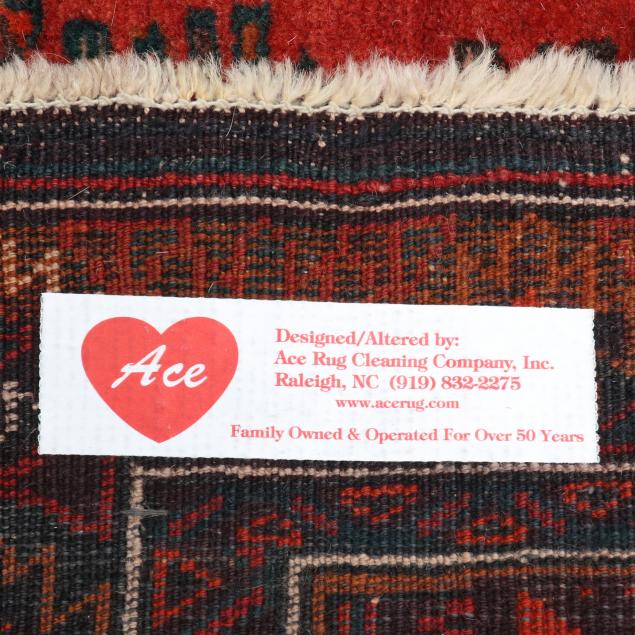 Ace
Designed/Altered by:
Ace Rug Cleaning Company, Inc.
Raleigh, NC (919) 832-2275
www.acerug.com
Family Owned & Operated For Over 50 Years